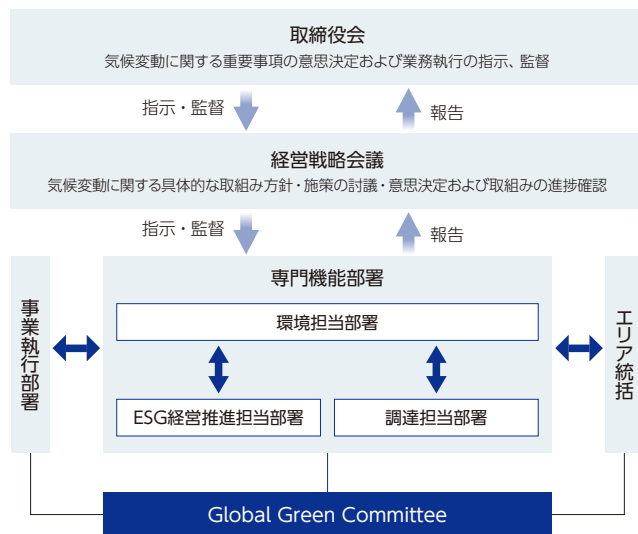 取締役会
気候変動に関する重要事項の意思決定および業務執行の指示、監督
指示・監督
報告
経営戦略会議
気候変動に関する具体的な取組み方針・施策の討議・意思決定および取組みの進捗確認
指示・監督
報告
事業執行部署
専門機能部署
環境担当部署
ESG経営推進担当部署
調達担当部署
エリア統括
Global Green Committee